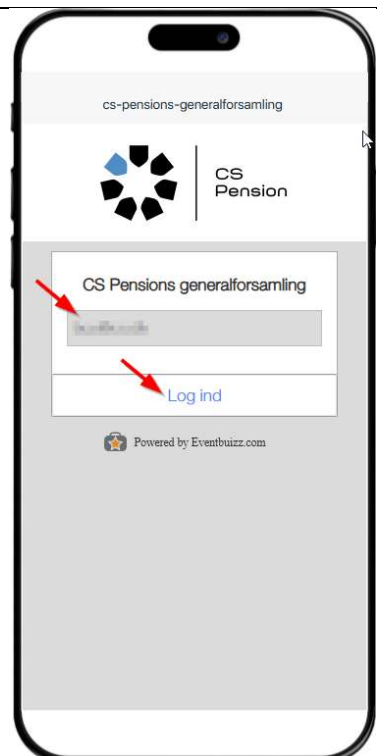 cs-pensions-generalforsamling
CS
Pension
CS Pensions generalforsamling
Log ind
Powered by Eventbuizz.com